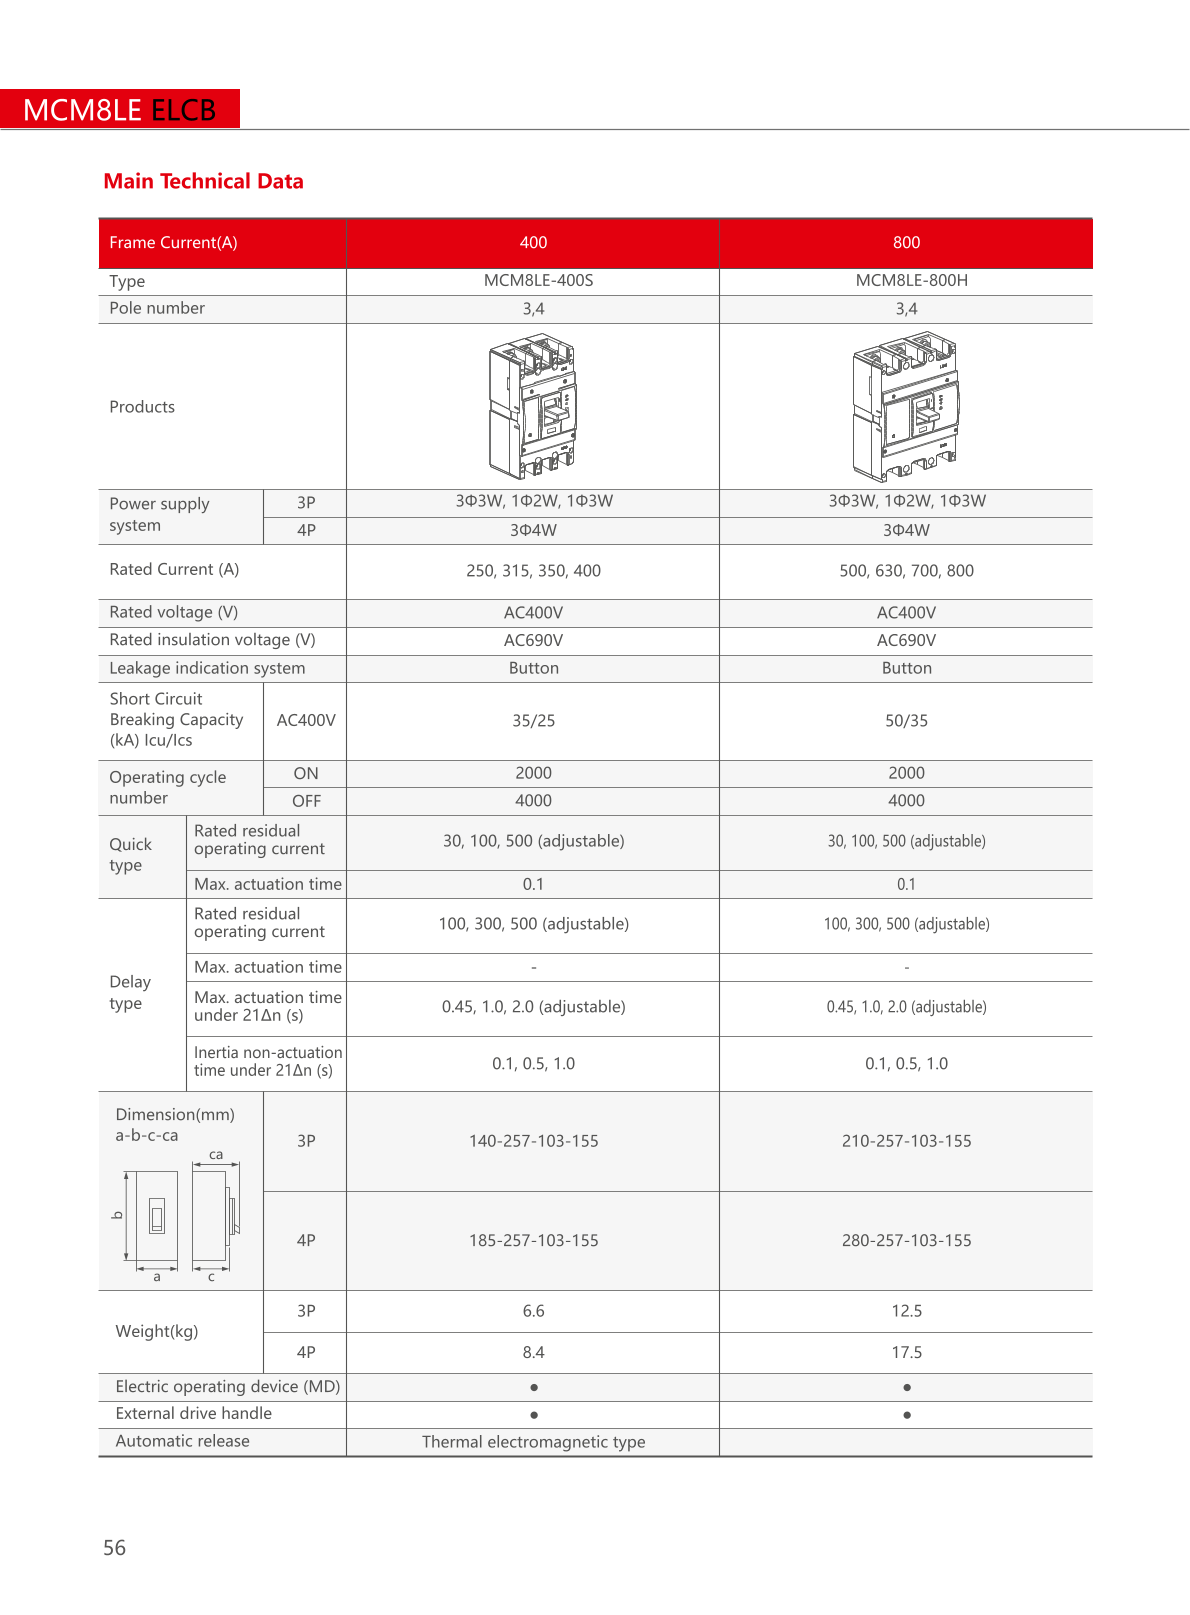 MCM8LE ELCB
Main Technical Data
Frame Current(A) 400 800
Type MCM8LE-400S MCM8LE-800H
Pole number 3,4 3,4
Products
Power supply system 3P 3Φ3W, 1Φ2W, 1Φ3W 3Φ3W, 1Φ2W, 1Φ3W
4P 3Φ4W 3Φ4W
Rated Current (A) 250, 315, 350, 400 500, 630, 700, 800
Rated voltage (V) AC400V AC400V
Rated insulation voltage (V) AC690V AC690V
Leakage indication system Button Button
Short Circuit
Breaking Capacity AC400V 35/25 50/35
(kA) Icu/Ics
Operating cycle number ON 2000 2000
OFF 4000 4000
Quick type
Rated residual operating current 30, 100, 500 (adjustable) 30, 100, 500 (adjustable)
Max. actuation time 0.1 0.1
Delay type
Rated residual operating current 100, 300, 500 (adjustable) 100, 300, 500 (adjustable)
Max. actuation time - -
Max. actuation time under 21Δn (s) 0.45, 1.0, 2.0 (adjustable) 0.45, 1.0, 2.0 (adjustable)
Inertia non-actuation time under 21Δn (s) 0.1, 0.5, 1.0 0.1, 0.5, 1.0
Dimension(mm)
a-b-c-ca
3P 140-257-103-155 210-257-103-155
ca
b
4P 185-257-103-155 280-257-103-155
a c
Weight(kg) 3P 6.6 12.5
4P 8.4 17.5
Electric operating device (MD) ● ●
External drive handle ● ●
Automatic release Thermal electromagnetic type
56